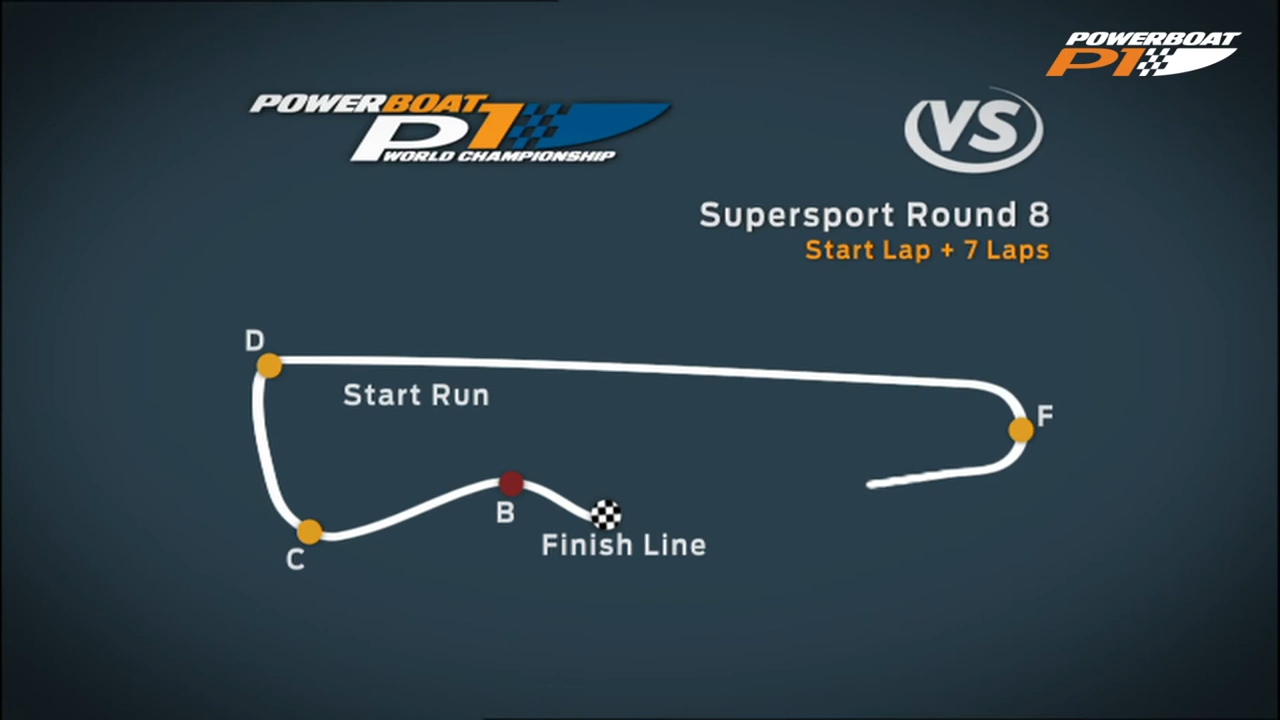 POWERBOAT
P1
POWERBOAT
P1
WORLD CHAMPIONSHIP
VS
Supersport Round 8
Start Lap + 7 Laps
D
Start Run
F
B
Finish Line
C